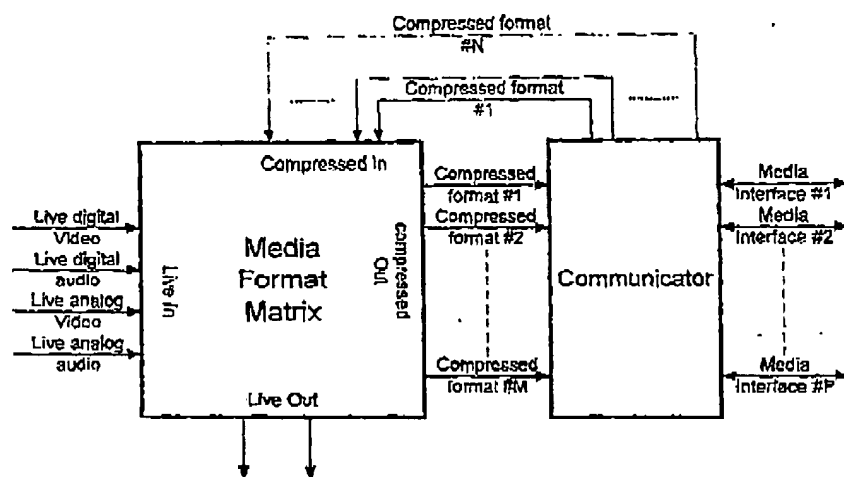 Compressed format
#N
Compressed format
#1
Compressed In
Compressed
format #1
Compressed
format #2
Compressed
format #M
compressed
Out
Live digital
Video
Live digital
audio
Live analog
Video
Live analog
audio
Live In
Media
Format
Matrix
Live Out
Communicator
Media
Interface #1
Media
Interface #2
Media
Interface #P